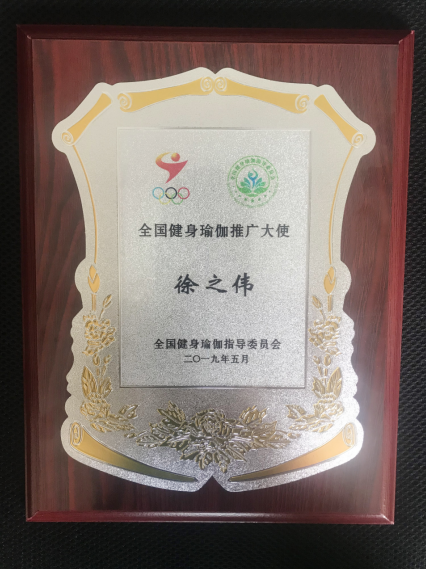 全国健身瑜伽推广大使
徐之伟
全国健身瑜伽指导委员会
二〇一九年五月